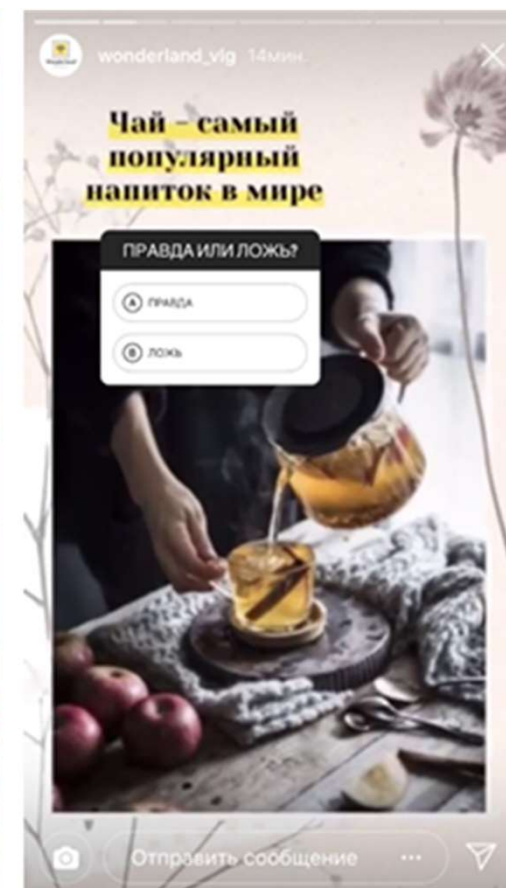 wonderland_vlg 14мин.
Чай – самый
популярный
напиток в мире
ПРАВДА ИЛИ ЛОЖЬ?
A ПРАВДА
B ЛОЖЬ
Отправить сообщение